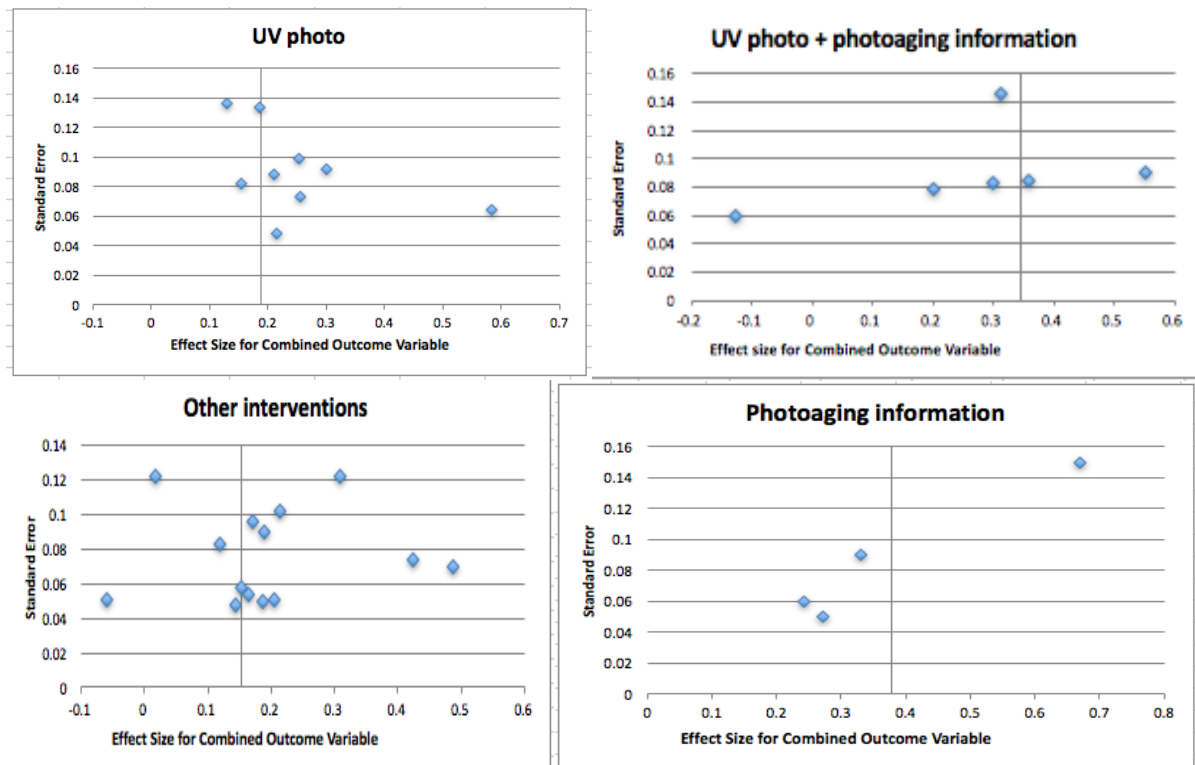 UV photo
0.16
0.14
0.12
0.1
0.08
0.06
0.04
0.02
0
Standard Error
-0.1 0 0.1 0.2 0.3 0.4 0.5 0.6 0.7
Effect Size for Combined Outcome Variable
UV photo + photoaging information
0.16
0.14
0.12
0.1
0.08
0.06
0.04
0.02
0
Standard Error
-0.2 -0.1 0 0.1 0.2 0.3 0.4 0.5 0.6
Effect size for Combined Outcome Variable
Other interventions
0.14
0.12
0.1
0.08
0.06
0.04
0.02
0
Standard Error
-0.1 0 0.1 0.2 0.3 0.4 0.5 0.6
Effect Size for Combined Outcome Variable
Photoaging information
0.16
0.14
0.12
0.1
0.08
0.06
0.04
0.02
0
Standard Error
0 0.1 0.2 0.3 0.4 0.5 0.6 0.7 0.8
Effect Size for Combined Outcome Variable